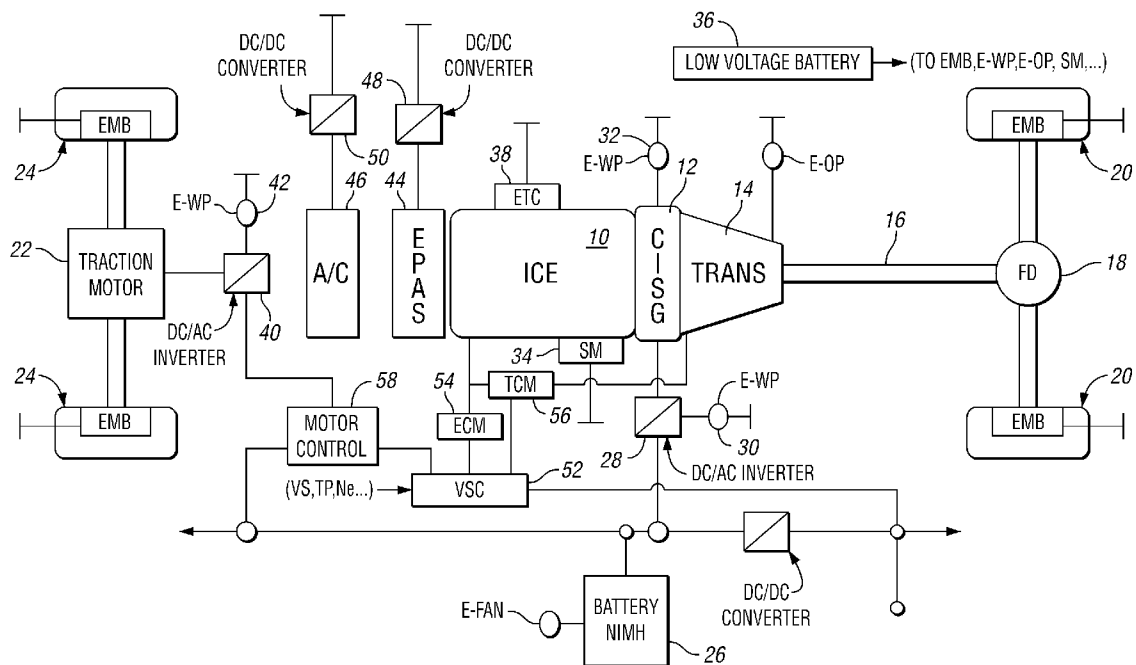 36
LOW VOLTAGE BATTERY
(TO EMB,E-WP,E-OP, SM,...)
DC/DC
CONVERTER
48
DC/DC
CONVERTER
50
EMB
24
EMB
20
32
E-WP
12
E-OP
14
38
ETC
E-WP
42
46
A/C
44
EPAS
10
ICE
CISG
TRANS
16
FD
18
22
TRACTION
MOTOR
DC/AC
INVERTER
40
34
SM
24
EMB
20
EMB
58
MOTOR
CONTROL
54
ECM
TCM
56
E-WP
30
28
DC/AC INVERTER
(VS,TP,Ne...)
VSC
52
DC/DC
CONVERTER
E-FAN
BATTERY
NIMH
26